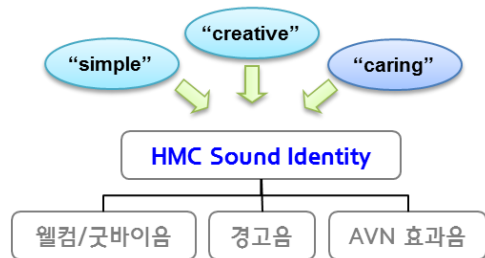 “creative”
“simple”
“caring”
HMC Sound Identity
웰컴/굿바이음
경고음
AVN 효과음